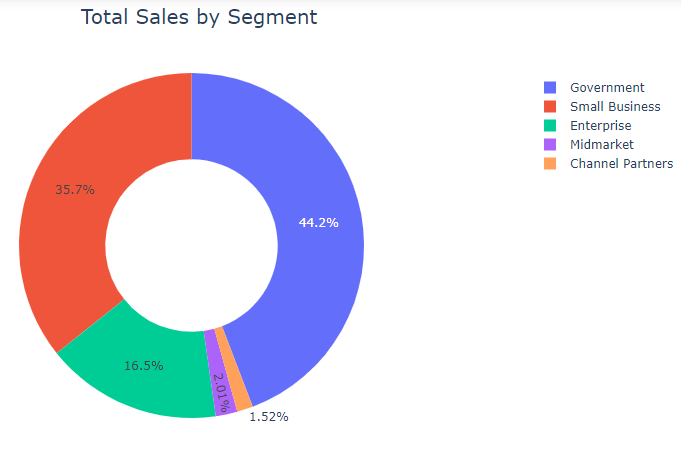 Total Sales by Segment
Government
Small Business
Enterprise
Midmarket
Channel Partners
35.7%
44.2%
16.5%
2.01%
1.52%